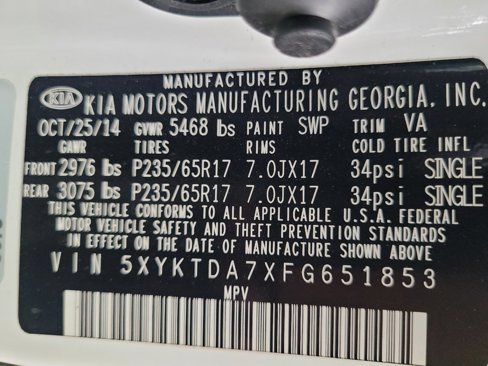 MANUFACTURED BY
KIA KIA MOTORS MANUFACTURING GEORGIA, INC.
OCT/25/14 GVWR 5468 lbs PAINT SWP TRIM VA
GAWR TIRES RIMS COLD TIRE INFL
FRONT 2976 lbs P235/65R17 7.0JX17 34psi SINGLE
REAR 3075 lbs P235/65R17 7.0JX17 34psi SINGLE
THIS VEHICLE CONFORMS TO ALL APPLICABLE U.S.A. FEDERAL
MOTOR VEHICLE SAFETY AND THEFT PREVENTION STANDARDS
IN EFFECT ON THE DATE OF MANUFACTURE SHOWN ABOVE
VIN 5XYKTDA7XFG651853
MPV